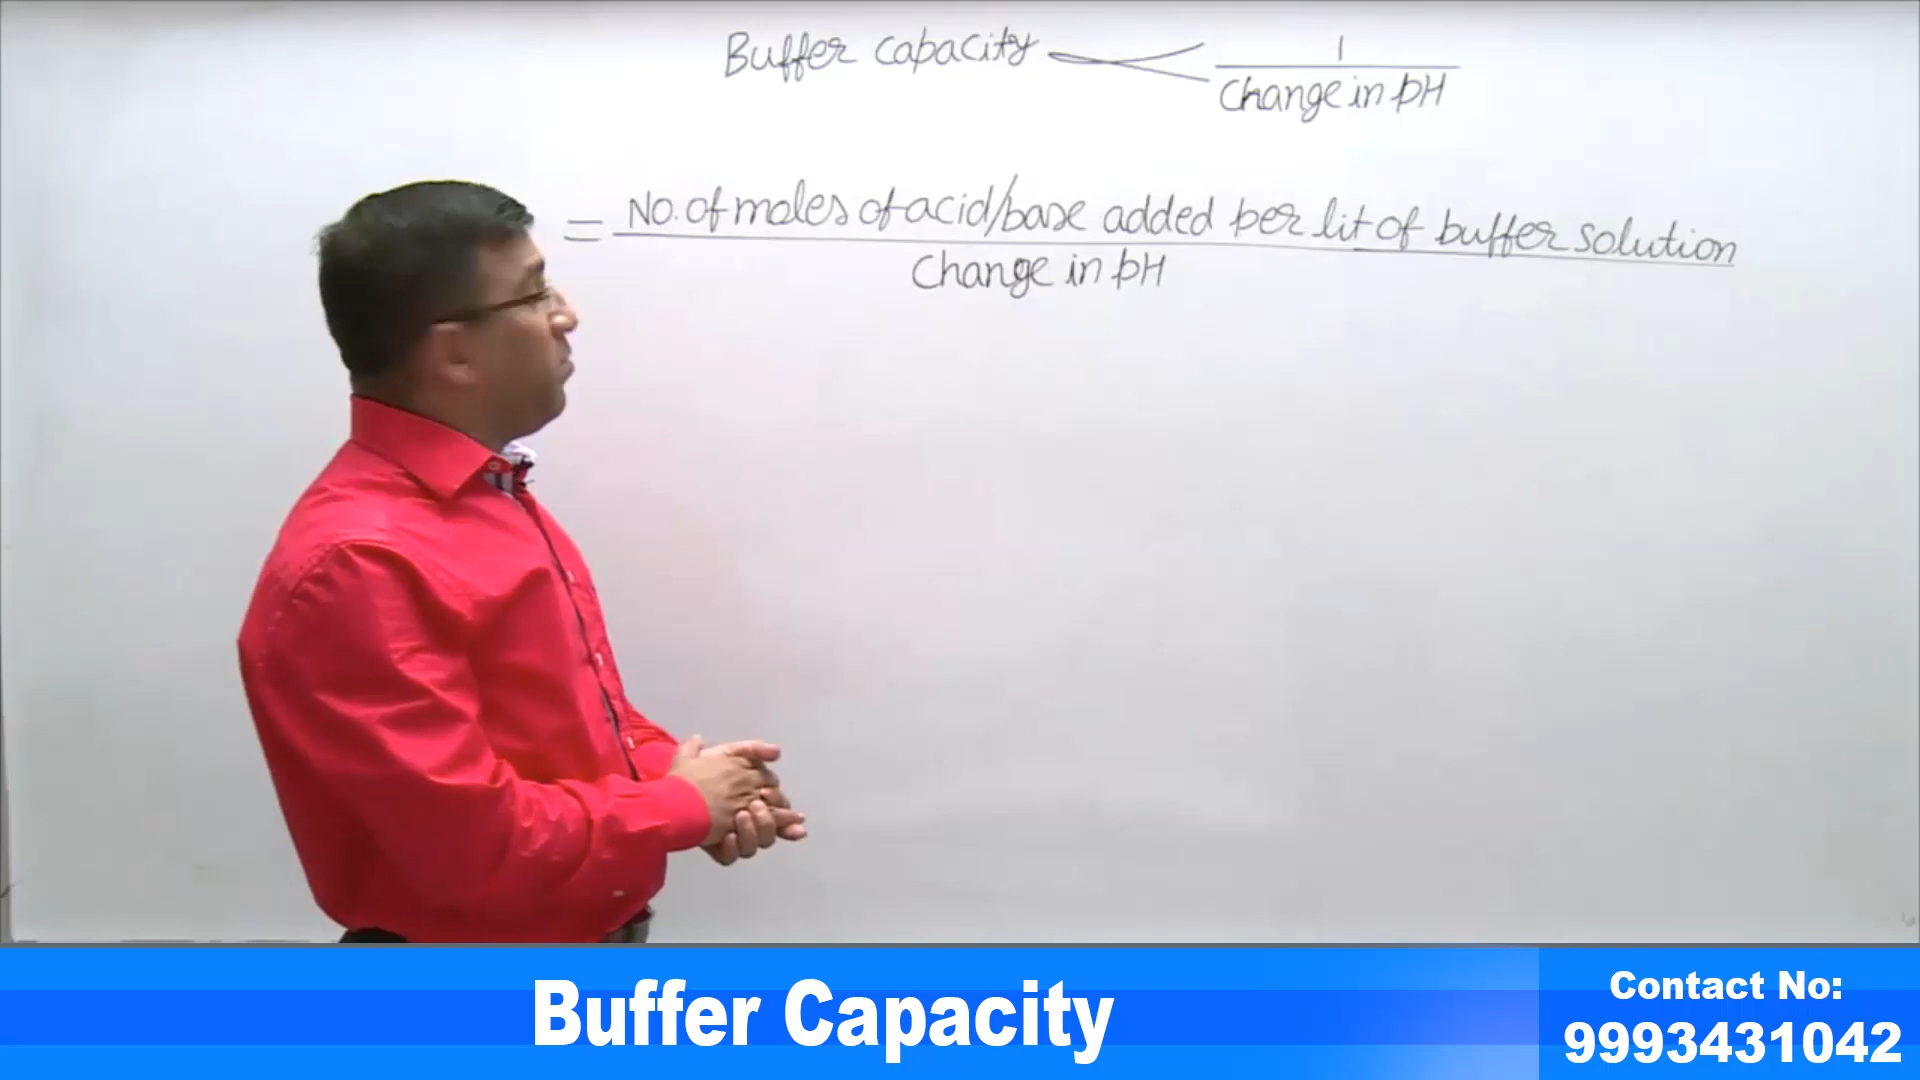 Buffer capacity ∝ 1
Change in pH
= No. of moles of acid/base added per lit of buffer solution
Change in pH
Buffer Capacity
Contact No:
9993431042